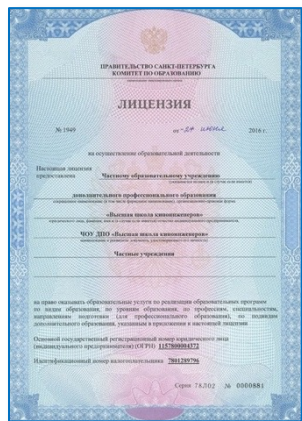 ПРАВИТЕЛЬСТВО САНКТ-ПЕТЕРБУРГА
КОМИТЕТ ПО ОБРАЗОВАНИЮ
ЛИЦЕНЗИЯ
№ 1949 от «24 июня 2016 г.
на осуществление образовательной деятельности
Настоящая лицензия
предоставлена Частному образовательному учреждению
дополнительного профессионального образования
«Высшая школа киноинженеров»
ЧОУ ДПО «Высшая школа киноинженеров»
Частные учреждения
на право оказывать образовательные услуги по реализации образовательных программ
по видам образования, по уровням образования, по профессиям, специальностям,
направлениям подготовки (для профессионального образования), по подвидам
дополнительного образования, указанным в приложении к настоящей лицензии
Основной государственный регистрационный номер юридического лица
(индивидуального предпринимателя) (ОГРН) 1157800004372
Идентификационный номер налогоплательщика 7801289796
Серия 78Л02 № 0000881